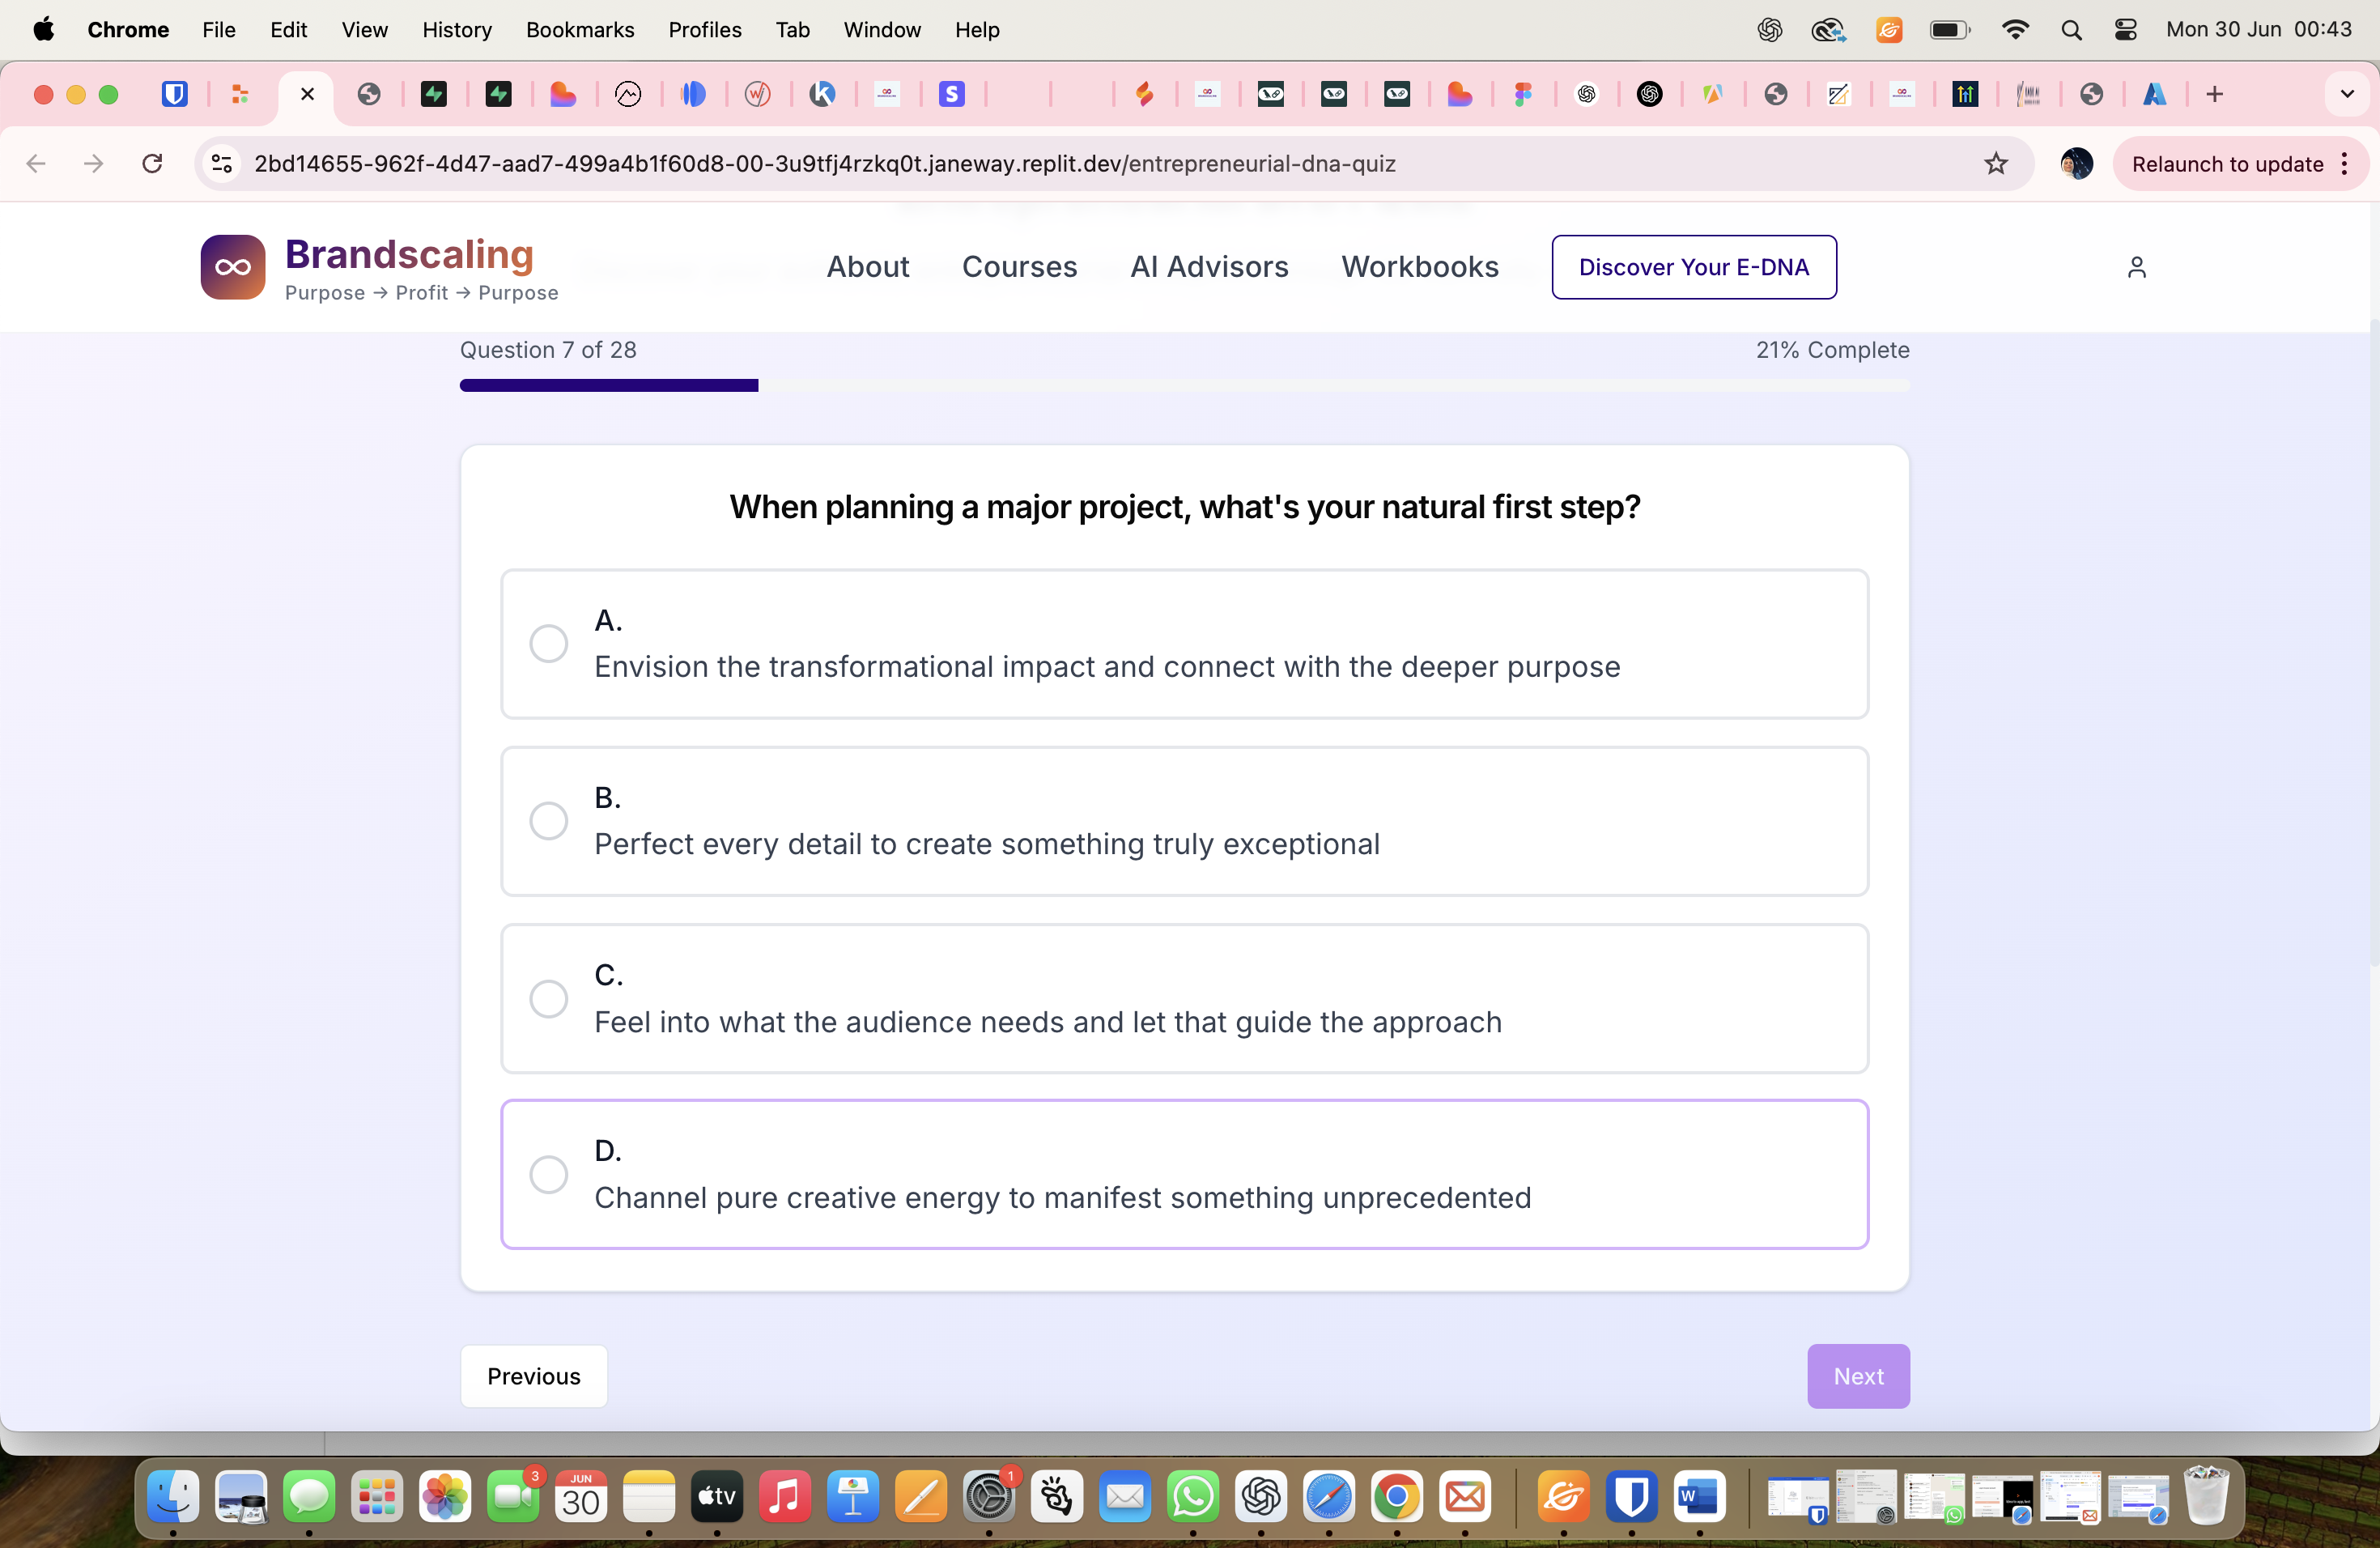 Chrome File Edit View History Bookmarks Profiles Tab Window Help Mon 30 Jun 00:43
2bd14655-962f-4d47-aad7-499a4b1f60d8-00-3u9tfj4rzkq0t.janeway.replit.dev/entrepreneurial-dna-quiz
Relaunch to update
Brandscaling
Purpose → Profit → Purpose
About Courses AI Advisors Workbooks Discover Your E-DNA
Question 7 of 28 21% Complete
When planning a major project, what's your natural first step?
A.
Envision the transformational impact and connect with the deeper purpose
B.
Perfect every detail to create something truly exceptional
C.
Feel into what the audience needs and let that guide the approach
D.
Channel pure creative energy to manifest something unprecedented
Previous Next
3
JUN
30
tv
1
W